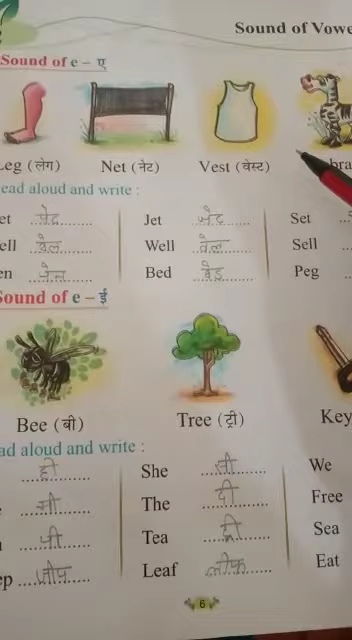 Sound of Vowe
Sound of e – ए
Leg (लेग) Net (नेट) Vest (वेस्ट) bra
ead aloud and write :
et पेट Jet जेट Set
ell बेल Well वेल Sell
en Bed बेड Peg
Sound of e – ई
Bee (बी) Tree (ट्री) Key
ad aloud and write :
ही She सी We
The दी Free
Tea Sea
ep जीप Leaf लीफ Eat
6